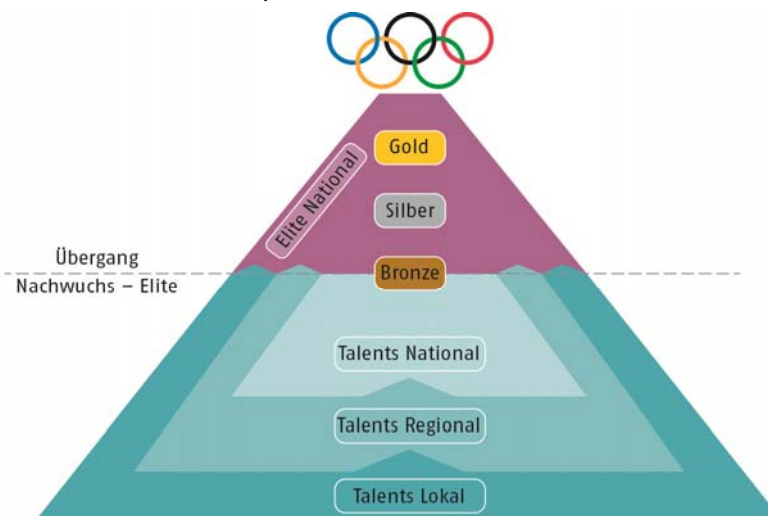 Gold
Elite National
Silber
Übergang
Nachwuchs – Elite
Bronze
Talents National
Talents Regional
Talents Lokal